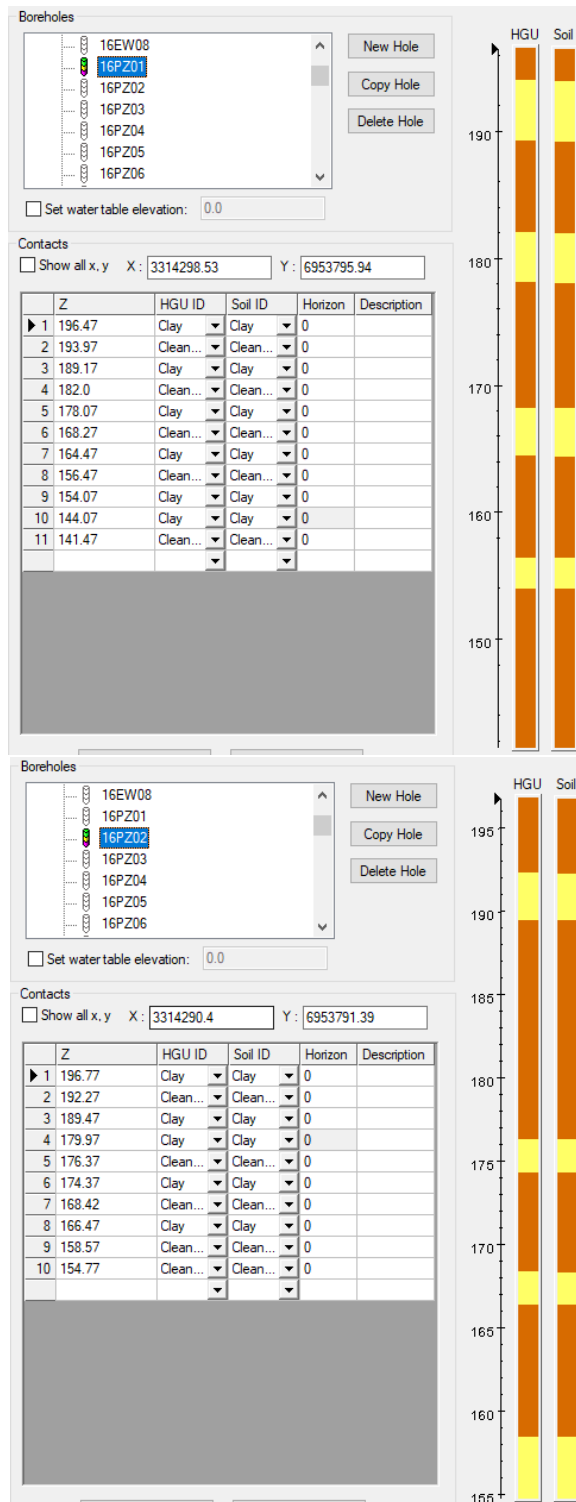 Boreholes
16EW08
16PZ01
16PZ02
16PZ03
16PZ04
16PZ05
16PZ06
New Hole
Copy Hole
Delete Hole
Set water table elevation: 0.0
Contacts
Show all x, y X : 3314298.53 Y : 6953795.94
Z HGU ID Soil ID Horizon Description
1 196.47 Clay Clay 0
2 193.97 Clean... Clean... 0
3 189.17 Clay Clay 0
4 182.0 Clean... Clean... 0
5 178.07 Clay Clay 0
6 168.27 Clean... Clean... 0
7 164.47 Clay Clay 0
8 156.47 Clean... Clean... 0
9 154.07 Clay Clay 0
10 144.07 Clay Clay 0
11 141.47 Clean... Clean... 0
HGU Soil
190
180
170
160
150
Boreholes
16EW08
16PZ01
16PZ02
16PZ03
16PZ04
16PZ05
16PZ06
New Hole
Copy Hole
Delete Hole
Set water table elevation: 0.0
Contacts
Show all x, y X : 3314290.4 Y : 6953791.39
Z HGU ID Soil ID Horizon Description
1 196.77 Clay Clay 0
2 192.27 Clean... Clean... 0
3 189.47 Clay Clay 0
4 179.97 Clay Clay 0
5 176.37 Clean... Clean... 0
6 174.37 Clay Clay 0
7 168.42 Clean... Clean... 0
8 166.47 Clay Clay 0
9 158.57 Clean... Clean... 0
10 154.77 Clean... Clean... 0
HGU Soil
195
190
185
180
175
170
165
160
155